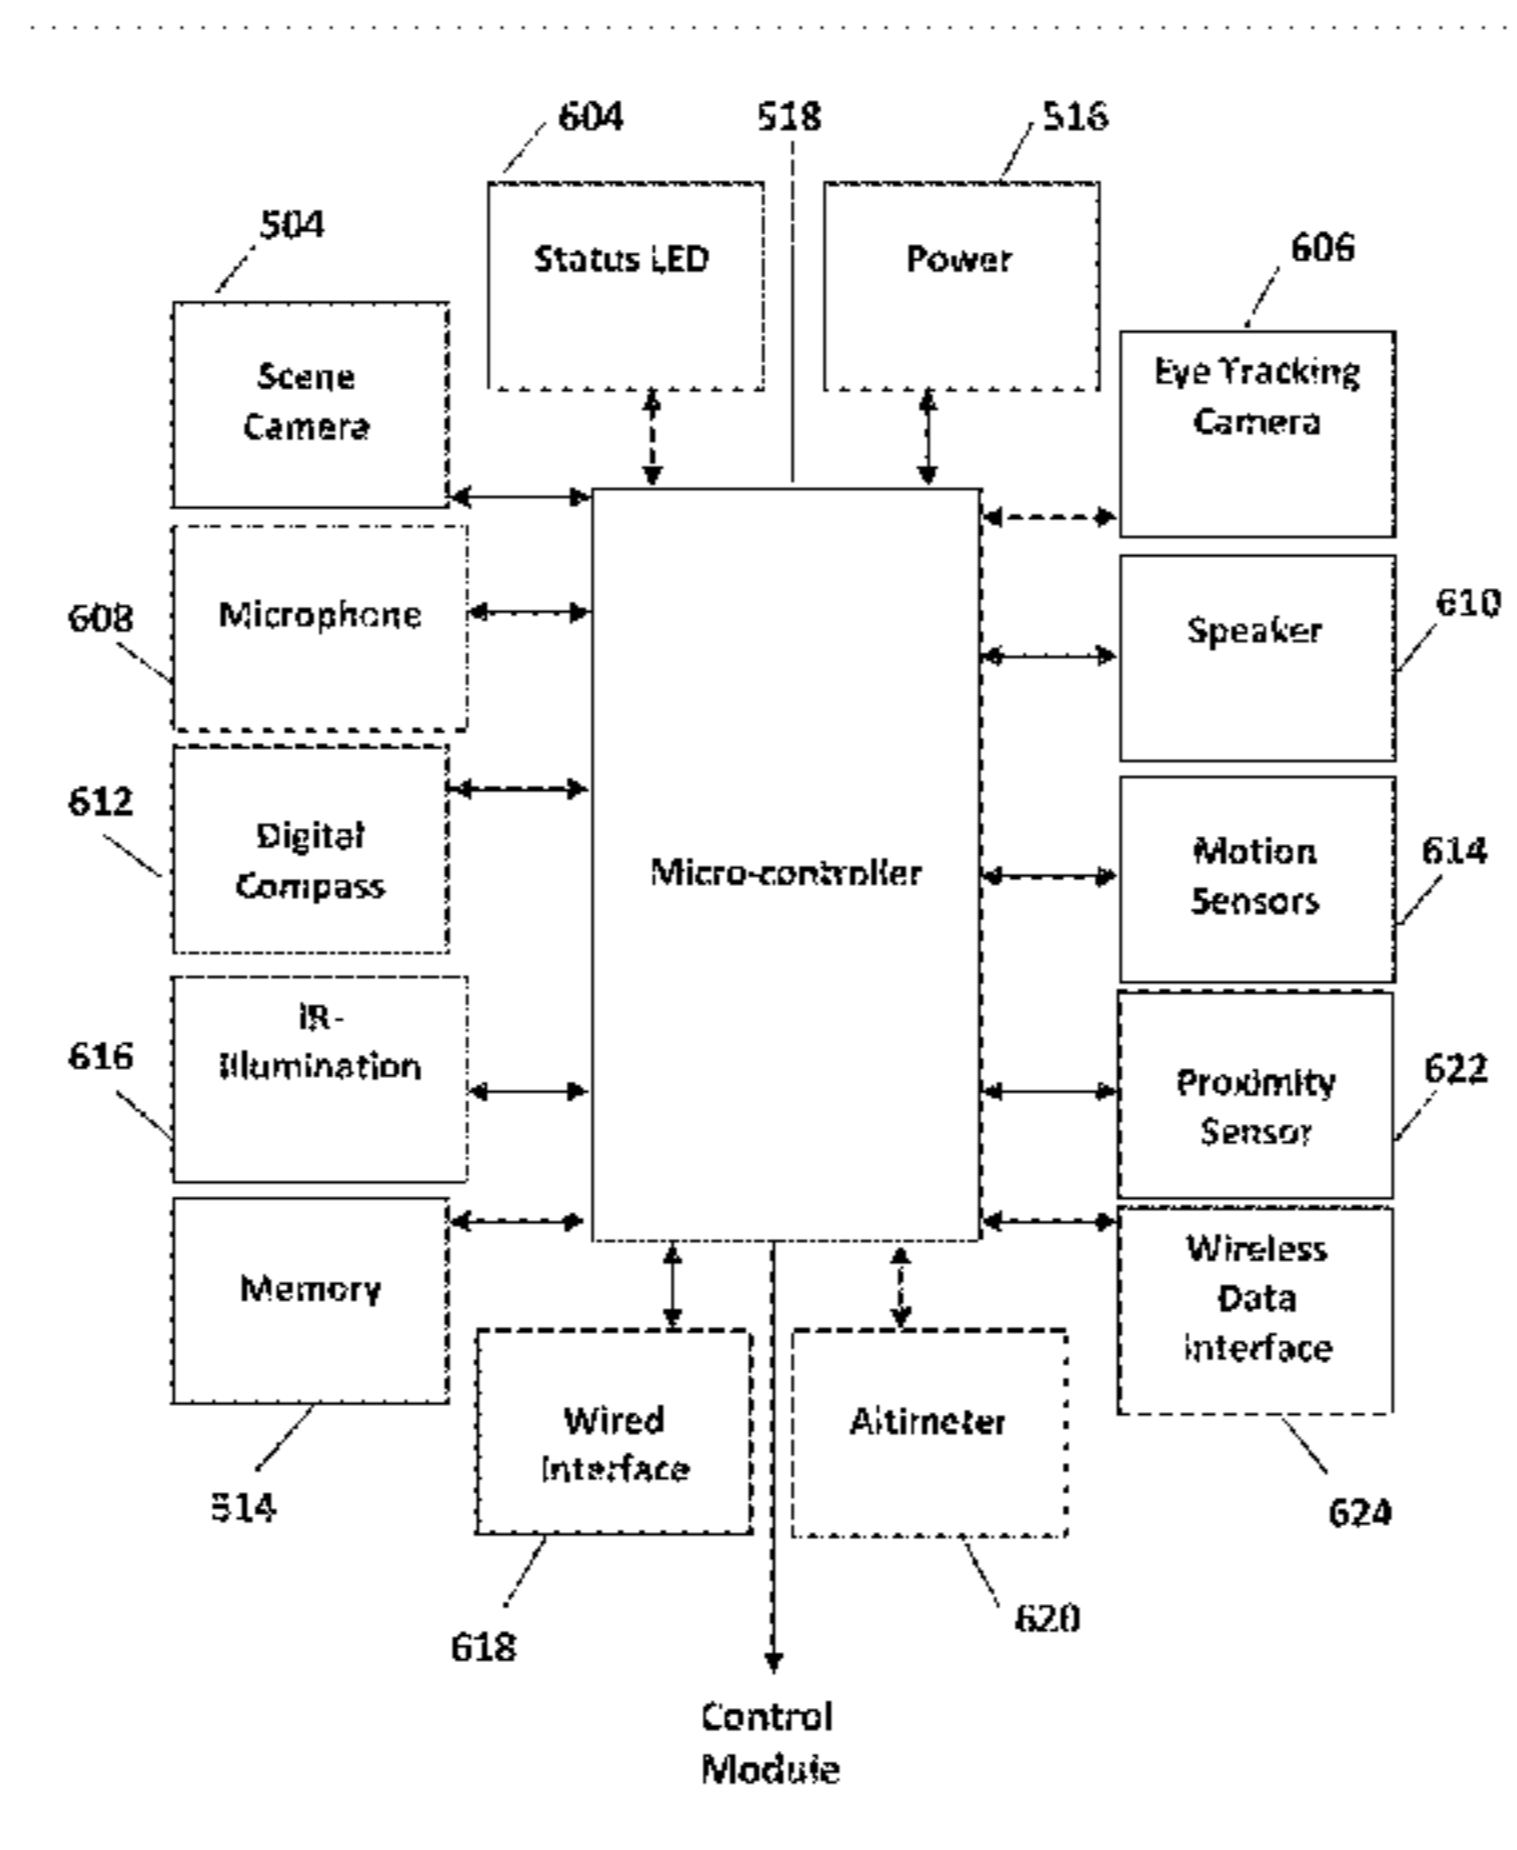 604
518
516
504
Status LED
Power
606
Scene
Camera
Eye Tracking
Camera
608
Microphone
Speaker
610
612
Digital
Compass
Micro-controller
Motion
Sensors
614
616
IR-
Illumination
Proximity
Sensor
622
Memory
Wireless
Data
Interface
Wired
Interface
Altimeter
514
624
618
620
Control
Module